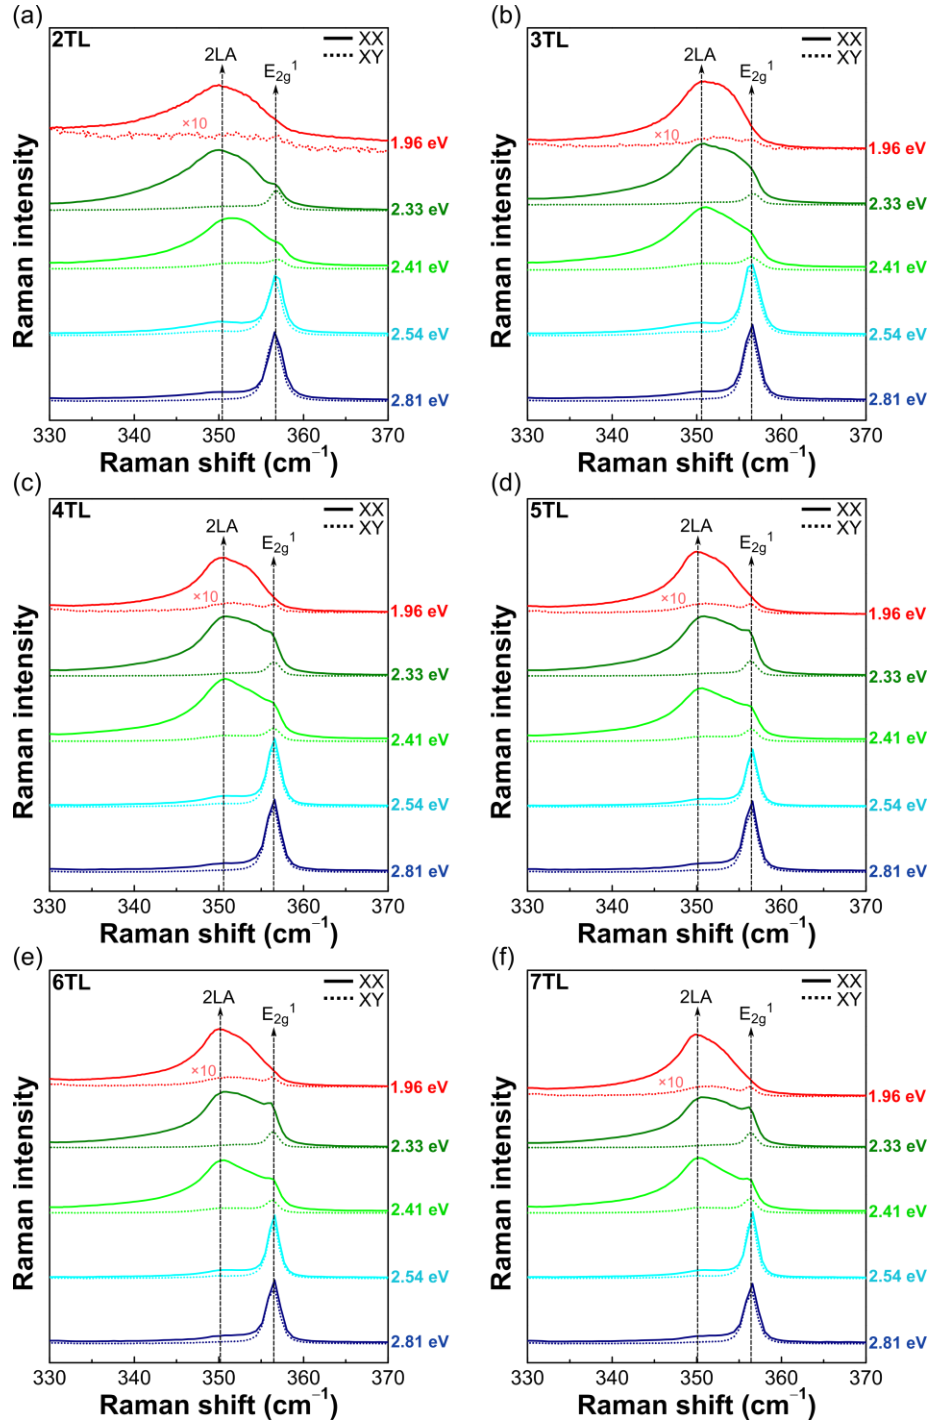 (a)
2TL
XX
XY
2LA
E2g1
×10
1.96 eV
2.33 eV
2.41 eV
2.54 eV
2.81 eV
Raman intensity
330 340 350 360 370
Raman shift (cm−1)
(b)
3TL
XX
XY
2LA
E2g1
×10
1.96 eV
2.33 eV
2.41 eV
2.54 eV
2.81 eV
Raman intensity
330 340 350 360 370
Raman shift (cm−1)
(c)
4TL
XX
XY
2LA
E2g1
×10
1.96 eV
2.33 eV
2.41 eV
2.54 eV
2.81 eV
Raman intensity
330 340 350 360 370
Raman shift (cm−1)
(d)
5TL
XX
XY
2LA
E2g1
×10
1.96 eV
2.33 eV
2.41 eV
2.54 eV
2.81 eV
Raman intensity
330 340 350 360 370
Raman shift (cm−1)
(e)
6TL
XX
XY
2LA
E2g1
×10
1.96 eV
2.33 eV
2.41 eV
2.54 eV
2.81 eV
Raman intensity
330 340 350 360 370
Raman shift (cm−1)
(f)
7TL
XX
XY
2LA
E2g1
×10
1.96 eV
2.33 eV
2.41 eV
2.54 eV
2.81 eV
Raman intensity
330 340 350 360 370
Raman shift (cm−1)